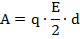 A = q · E/2 · d